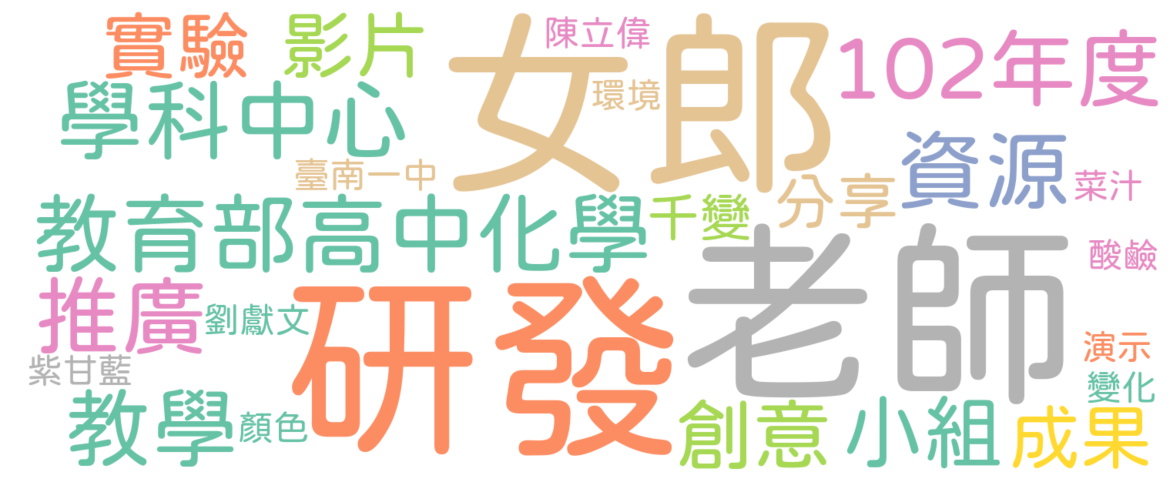 實驗
影片
女郎
陳立偉
102年度
學科中心
環境
臺南一中
資源
分享
菜汁
教育部高中化學
千變
老師
酸鹼
推廣
劉獻文
研發
紫甘藍
演示
變化
教學
顏色
創意
小組
成果